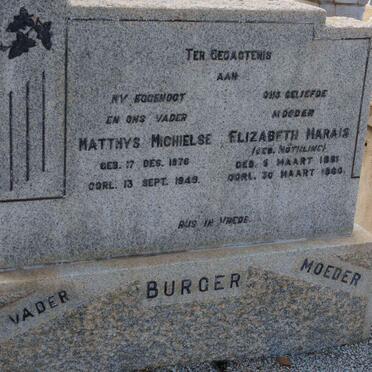 TER GEDAGTENIS
AAN
MY EGGENOOT
EN ONS VADER
MATTHYS MICHIELSE
GEB. 17 DES. 1876
OORL. 13 SEPT. 1949.
ONS GELIEFDE
MOEDER
ELIZABETH MARAIS
(GEB. NÖTHLING)
GEB. 5 MAART 1881
OORL. 30 MAART 1960.
RUS IN VREDE.
VADER
BURGER
MOEDER